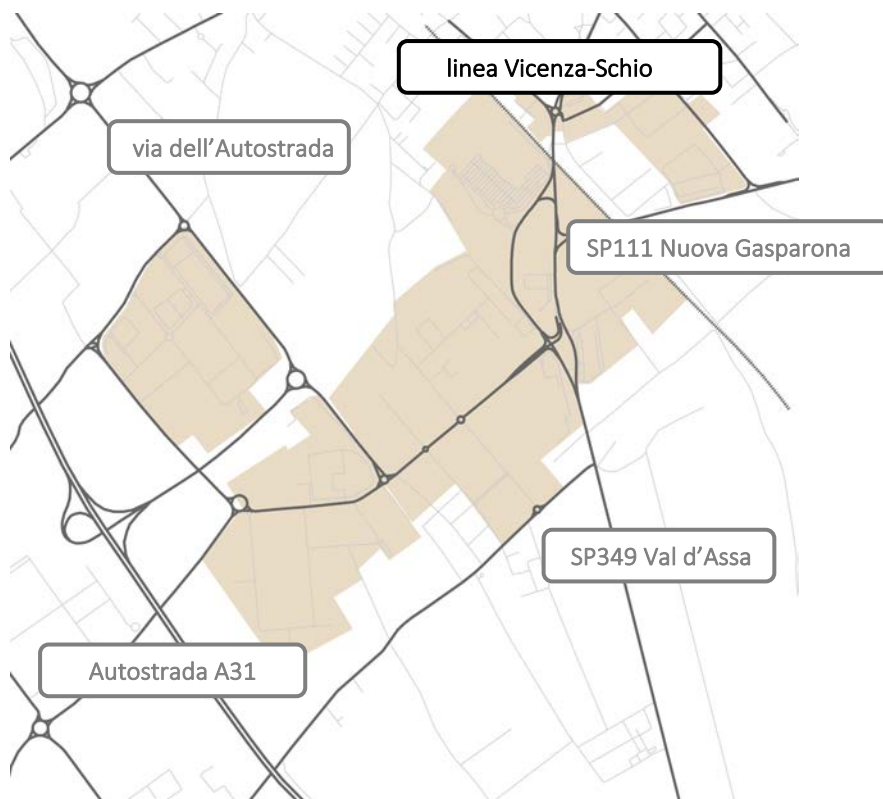 linea Vicenza-Schio
via dell'Autostrada
SP111 Nuova Gasparona
SP349 Val d'Assa
Autostrada A31